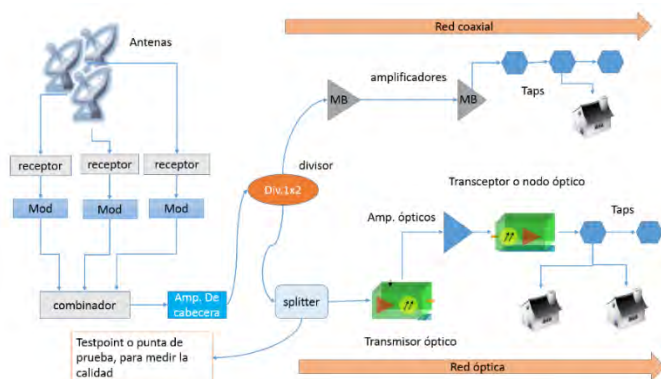 Red coaxial
Antenas
amplificadores
MB
MB
Taps
receptor
receptor
receptor
divisor
Div.1x2
Mod
Mod
Mod
Transceptor o nodo óptico
Amp. ópticos
Taps
combinador
Amp. De
cabecera
splitter
Testpoint o punta de
prueba, para medir la
calidad
Transmisor óptico
Red óptica